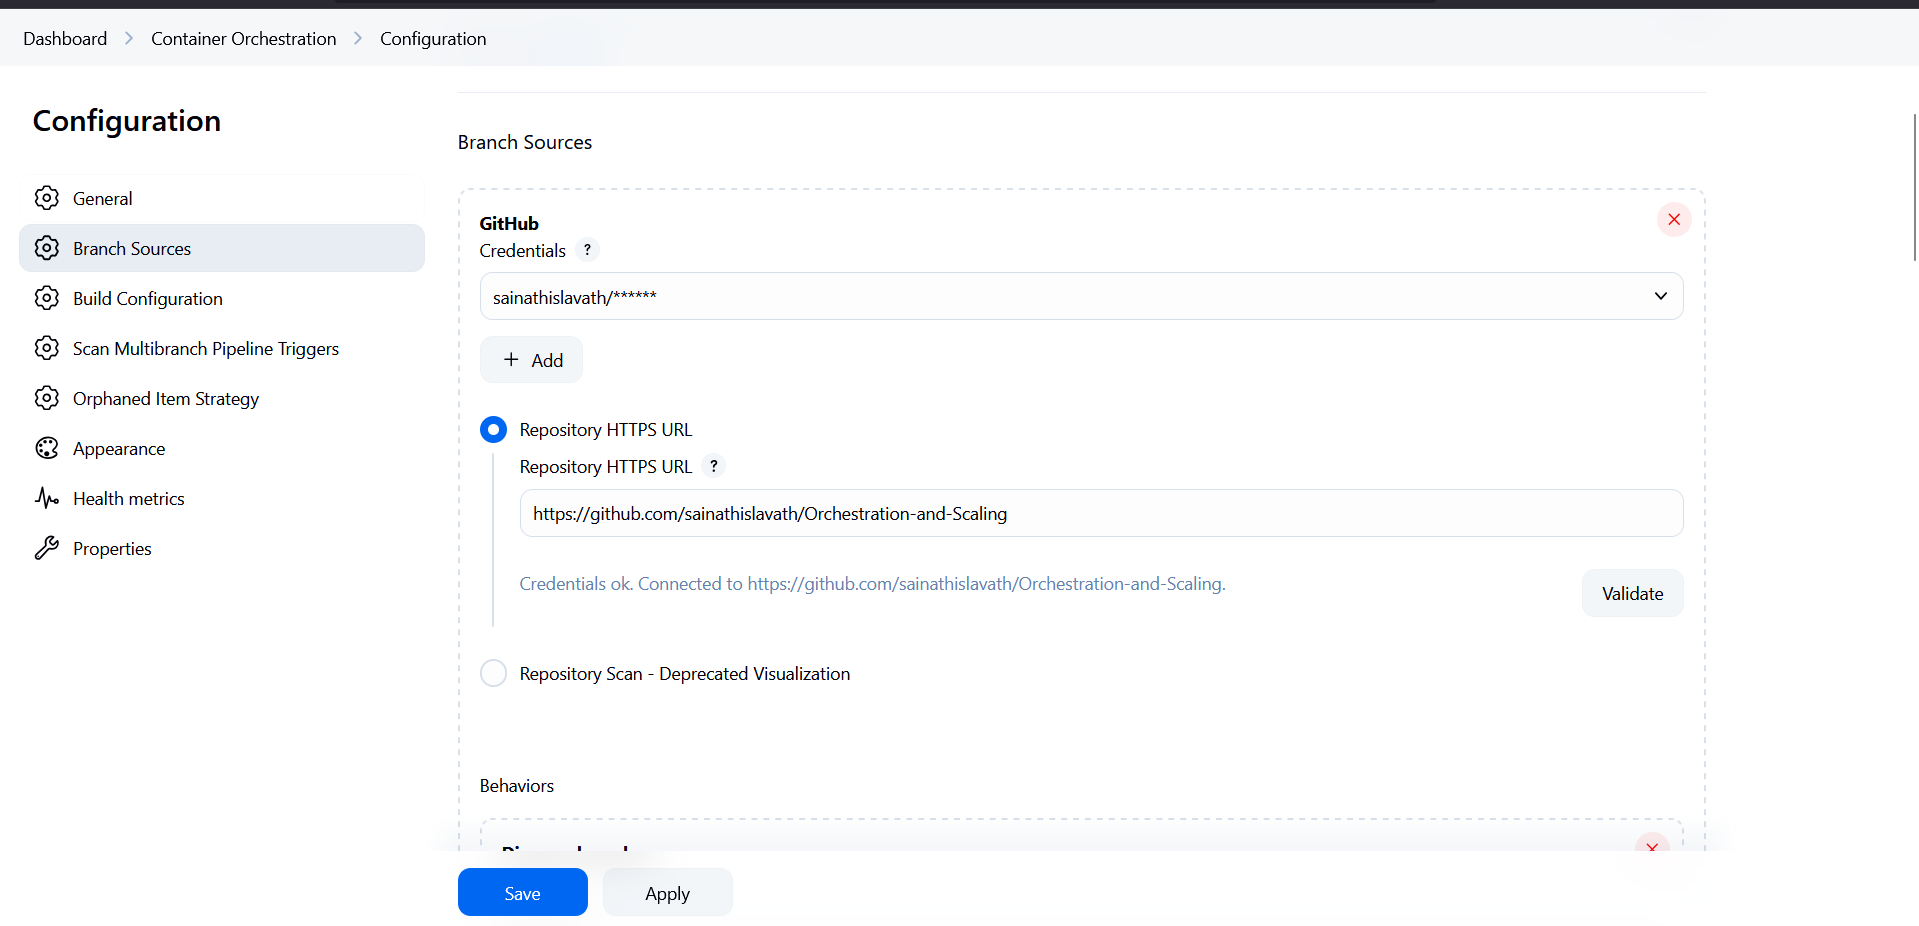 Dashboard > Container Orchestration > Configuration
Configuration
General
Branch Sources
Build Configuration
Scan Multibranch Pipeline Triggers
Orphaned Item Strategy
Appearance
Health metrics
Properties
Branch Sources
GitHub
Credentials ?
sainathislavath/******
+ Add
Repository HTTPS URL
Repository HTTPS URL ?
https://github.com/sainathislavath/Orchestration-and-Scaling
Credentials ok. Connected to https://github.com/sainathislavath/Orchestration-and-Scaling.
Validate
Repository Scan - Deprecated Visualization
Behaviors
Save
Apply